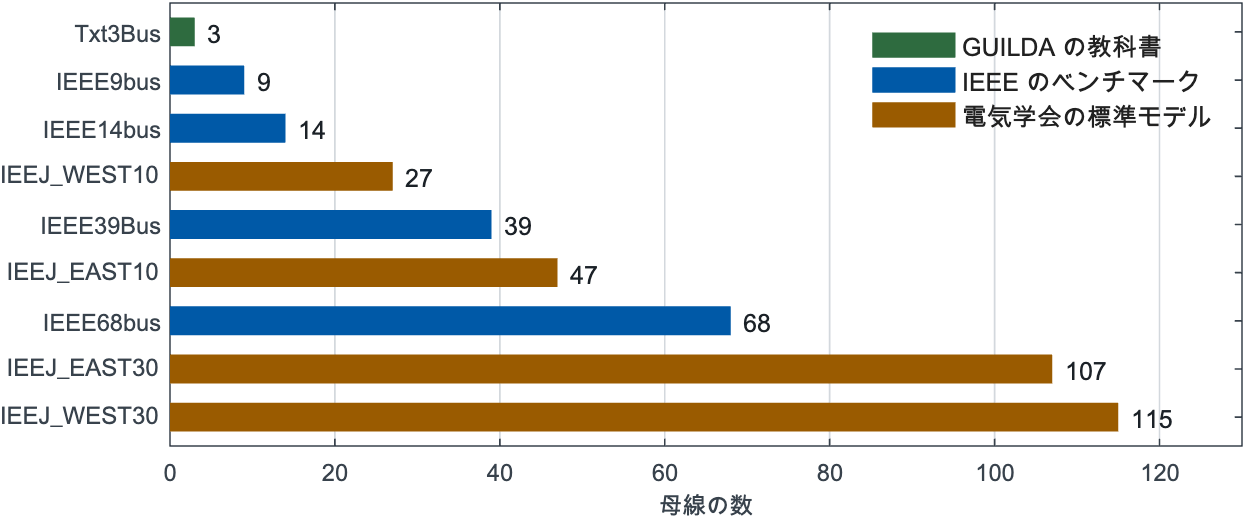 Txt3Bus 3
IEEE9bus 9
IEEE14bus 14
IEEJ_WEST10 27
IEEE39Bus 39
IEEJ_EAST10 47
IEEE68bus 68
IEEJ_EAST30 107
IEEJ_WEST30 115
GUILDA の教科書
IEEE のベンチマーク
電気学会の標準モデル
0 20 40 60 80 100 120
母線の数